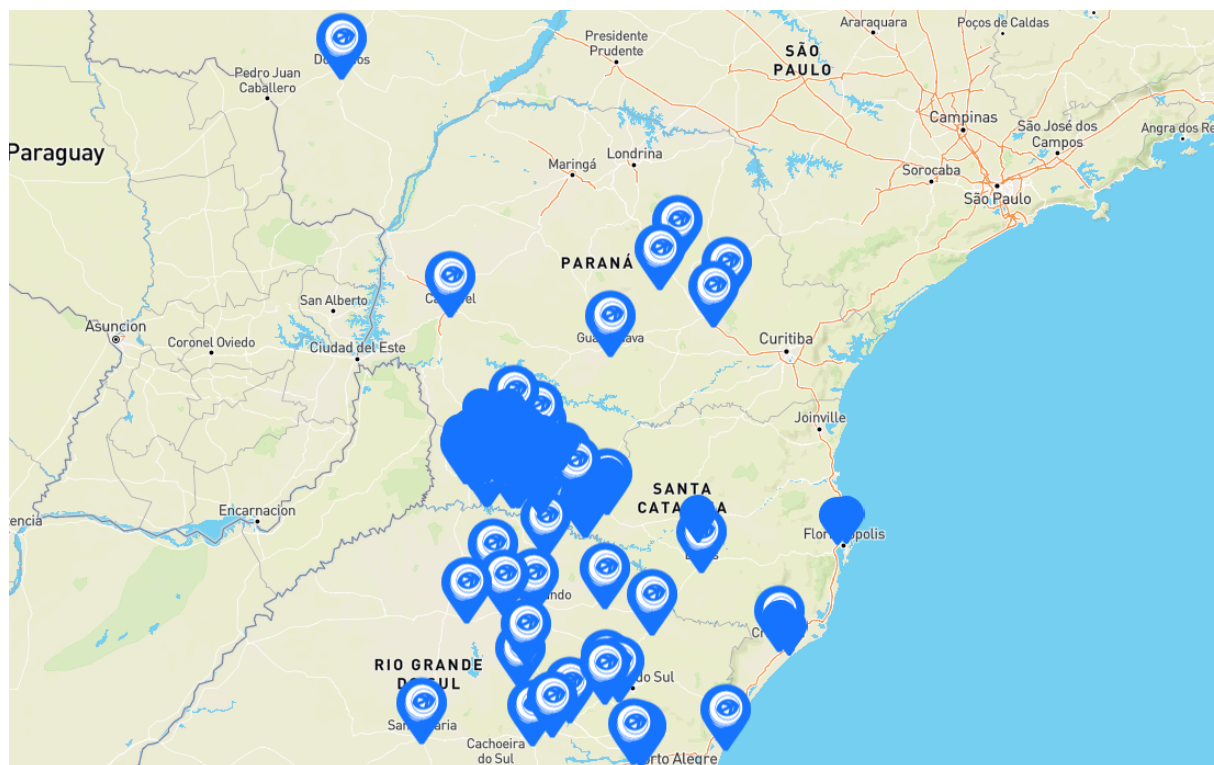 Araraquara
Poços de Caldas
Presidente
Prudente
SÃO
PAULO
Pedro Juan
Caballero
Campinas
São José dos
Campos
Angra dos Re
Paraguay
Maringá
Londrina
Sorocaba
São Paulo
PARANÁ
San Alberto
Asuncion
Coronel Oviedo
Ciudad del Este
Curitiba
Joinville
SANTA
Encarnacion
RIO GRANDE
do Sul
Cachoeira
do Sul